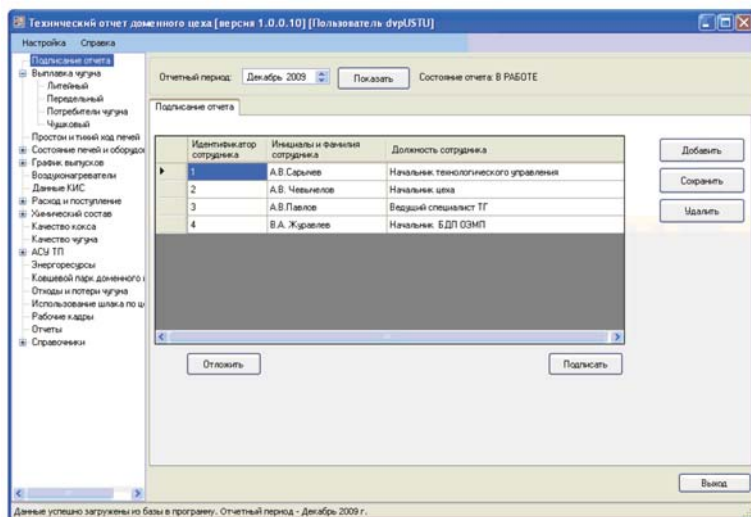 Технический отчет доменного цеха [версия 1.0.0.10] [Пользователь dvpUSTU]
Настройка Справка
Подписание отчета
Выплавка чугуна
Литейный
Передельный
Потребители чугуна
Чушковый
Простои и тихий ход печей
Состояние печей и оборудо
График выпусков
Воздухонагреватели
Данные КИС
Расход и поступление
Химический состав
Качество кокса
Качество чугуна
АСУ ТП
Энергоресурсы
Ковшевой парк доменного
Отходы и потери чугуна
Использование шлака по ц
Рабочие кадры
Отчеты
Справочники
Отчетный период: Декабрь 2009 Показать Состояние отчета: В РАБОТЕ
Подписание отчета
Идентификатор сотрудника Инициалы и фамилия сотрудника Должность сотрудника
1 А.В.Сарычев Начальник технологического управления
2 А.В. Чевычелов Начальник цеха
3 А.В.Павлов Ведущий специалист ТГ
4 В.А. Журавлев Начальник БДП ОЭМП
Добавить
Сохранить
Удалить
Отложить Подписать
Выход
Данные успешно загружены из базы в программу. Отчетный период - Декабрь 2009 г.